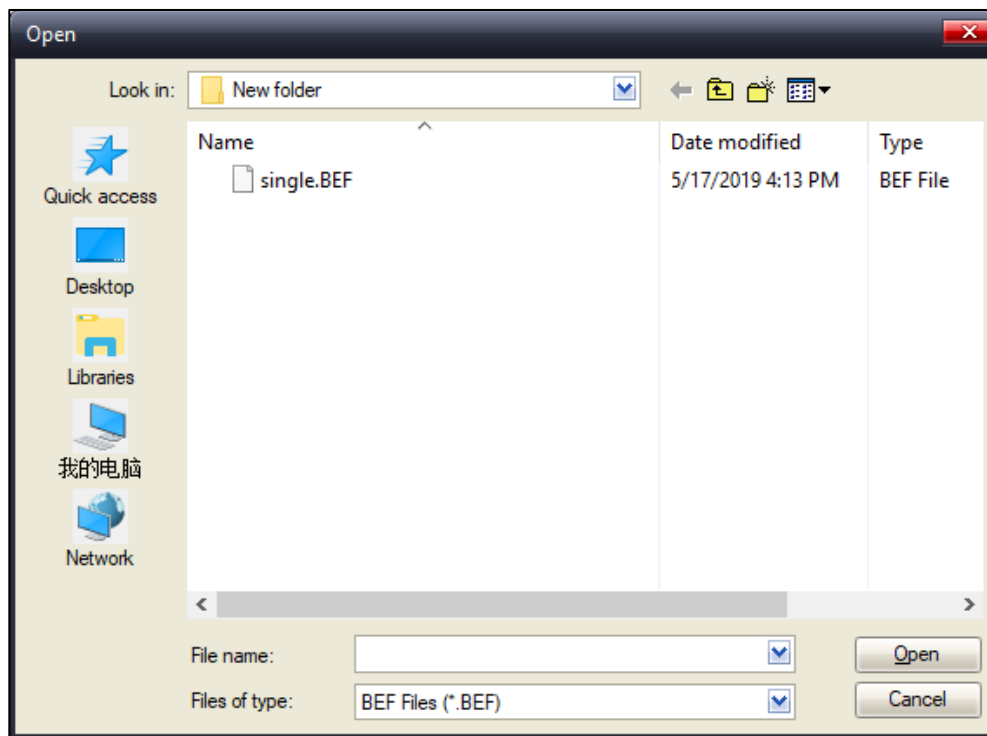 Open
Look in: New folder
Name Date modified Type
single.BEF 5/17/2019 4:13 PM BEF File
Quick access
Desktop
Libraries
我的电脑
Network
File name: Open
Files of type: BEF Files (*.BEF) Cancel